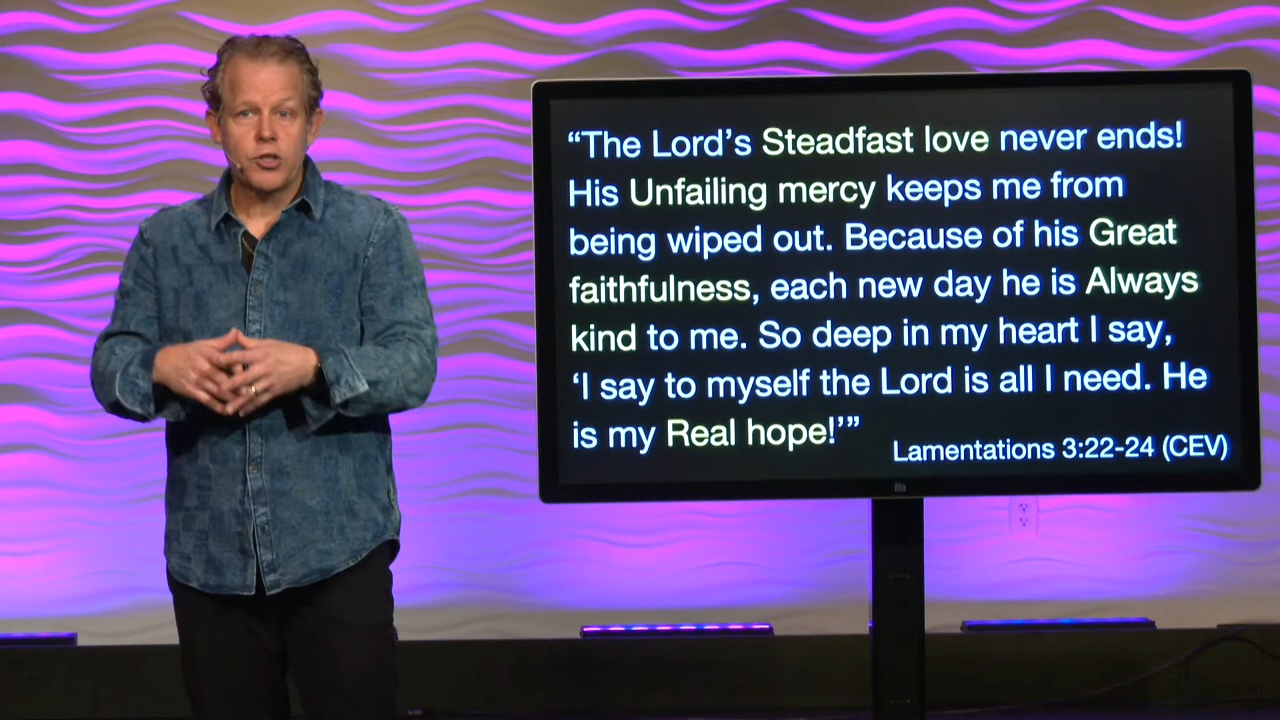 “The Lord’s Steadfast love never ends!
His Unfailing mercy keeps me from
being wiped out. Because of his Great
faithfulness, each new day he is Always
kind to me. So deep in my heart I say,
‘I say to myself the Lord is all I need. He
is my Real hope!’”
Lamentations 3:22-24 (CEV)